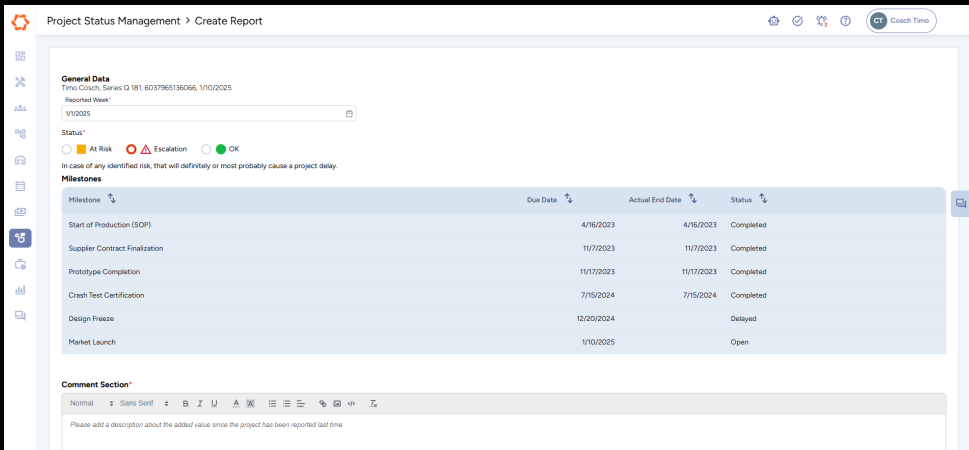 Project Status Management > Create Report
2
CT
Cosch Timo
General Data
Timo Cosch, Series Q 181, 6037965136066, 1/10/2025
Reported Week*
1/1/2025
Status*
At Risk
Escalation
OK
In case of any identified risk, that will definitely or most probably cause a project delay.
Milestones
Milestone Due Date Actual End Date Status
Start of Production (SOP) 4/16/2023 4/16/2023 Completed
Supplier Contract Finalization 11/7/2023 11/7/2023 Completed
Prototype Completion 11/17/2023 11/17/2023 Completed
Crash Test Certification 7/15/2024 7/15/2024 Completed
Design Freeze 12/20/2024 Delayed
Market Launch 1/10/2025 Open
Comment Section*
Normal Sans Serif B I U A A
Please add a description about the added value since the project has been reported last time.